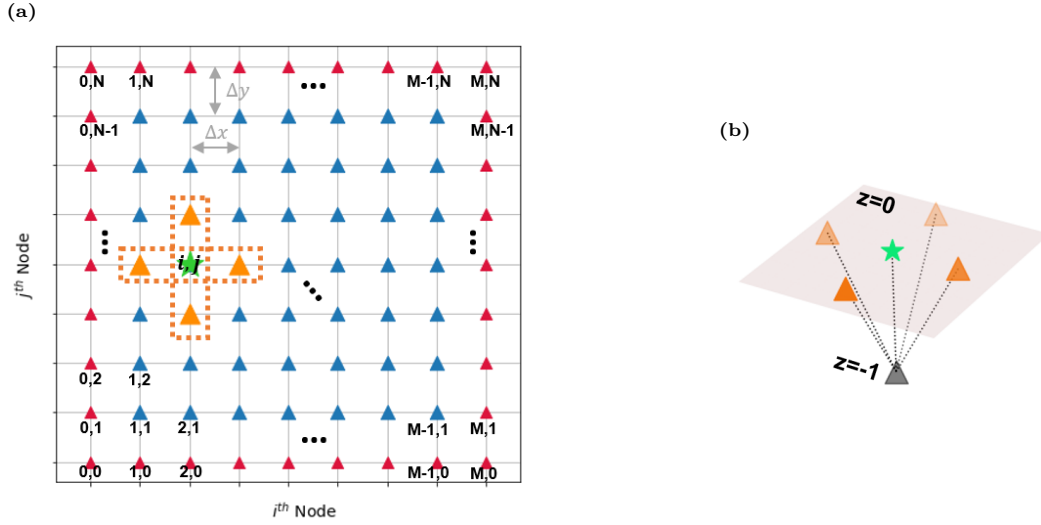 (a)
0,N 1,N ... M-1,N M,N
Δy
0,N-1 M,N-1
Δx
i,j
jth Node
0,2 1,2
0,1 1,1 2,1 M-1,1 M,1
...
0,0 1,0 2,0 M-1,0 M,0
ith Node
(b)
z=0
z=-1